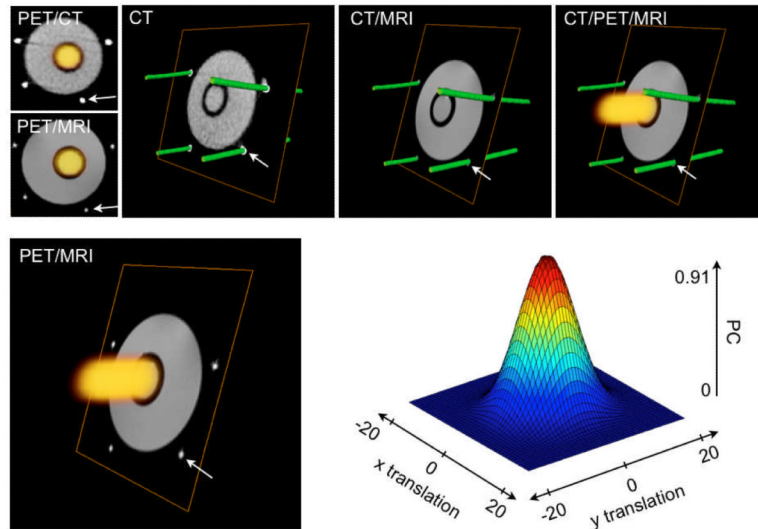 PET/CT
CT
CT/MRI
CT/PET/MRI
PET/MRI
PET/MRI
0.91
PC
0
-20
0
20
x translation
-20
0
20
y translation